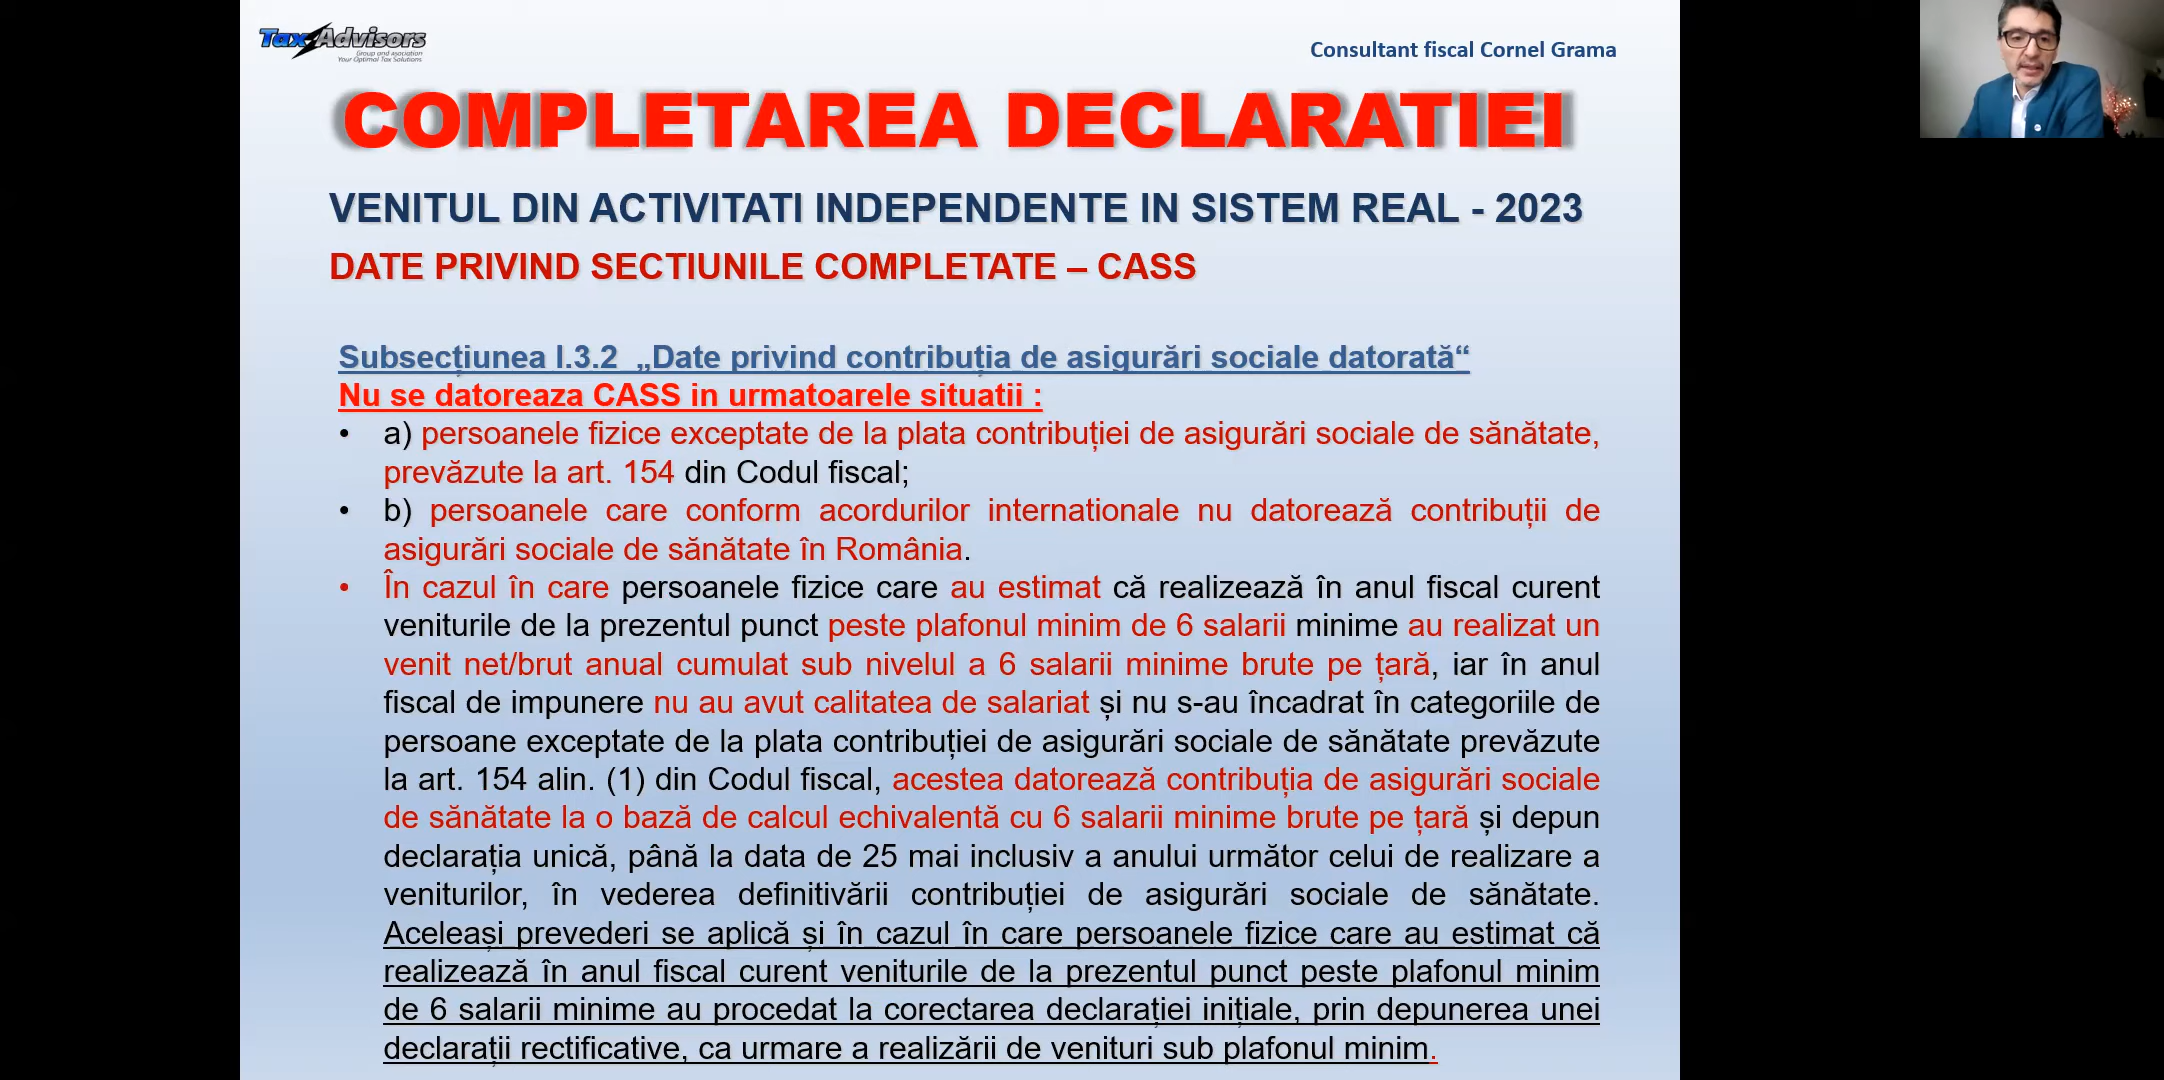 Tax Advisors
Group and asociation
Your Optimal Tax Solutions
Consultant fiscal Cornel Grama
COMPLETAREA DECLARATIEI
VENITUL DIN ACTIVITATI INDEPENDENTE IN SISTEM REAL - 2023
DATE PRIVIND SECTIUNILE COMPLETATE – CASS
Subsecțiunea I.3.2 „Date privind contribuția de asigurări sociale datorată“
Nu se datoreaza CASS in urmatoarele situatii :
• a) persoanele fizice exceptate de la plata contribuției de asigurări sociale de sănătate,
prevăzute la art. 154 din Codul fiscal;
• b) persoanele care conform acordurilor internationale nu datorează contribuții de
asigurări sociale de sănătate în România.
• În cazul în care persoanele fizice care au estimat că realizează în anul fiscal curent
veniturile de la prezentul punct peste plafonul minim de 6 salarii minime au realizat un
venit net/brut anual cumulat sub nivelul a 6 salarii minime brute pe țară, iar în anul
fiscal de impunere nu au avut calitatea de salariat și nu s-au încadrat în categoriile de
persoane exceptate de la plata contribuției de asigurări sociale de sănătate prevăzute
la art. 154 alin. (1) din Codul fiscal, acestea datorează contribuția de asigurări sociale
de sănătate la o bază de calcul echivalentă cu 6 salarii minime brute pe țară și depun
declarația unică, până la data de 25 mai inclusiv a anului următor celui de realizare a
veniturilor, în vederea definitivării contribuției de asigurări sociale de sănătate.
Aceleași prevederi se aplică și în cazul în care persoanele fizice care au estimat că
realizează în anul fiscal curent veniturile de la prezentul punct peste plafonul minim
de 6 salarii minime au procedat la corectarea declarației inițiale, prin depunerea unei
declarații rectificative, ca urmare a realizării de venituri sub plafonul minim.